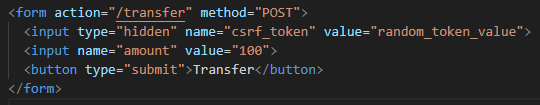 <form action="/transfer" method="POST">
<input type="hidden" name="csrf_token" value="random_token_value">
<input name="amount" value="100">
<button type="submit">Transfer</button>
</form>